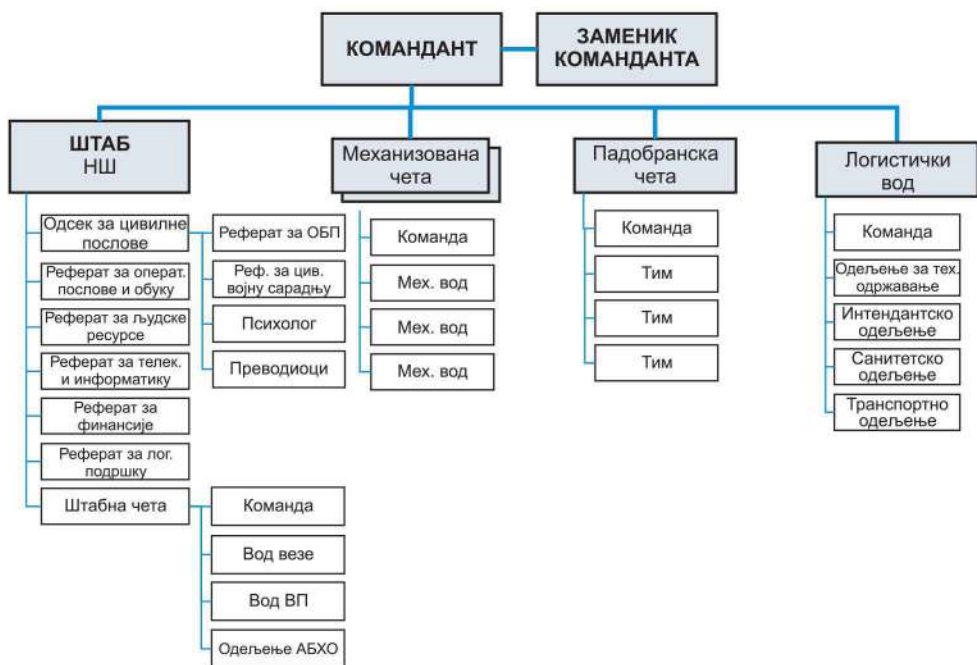 КОМАНДАНТ
ЗАМЕНИК
КОМАНДАНТА
ШТАБ
НШ
Одсек за цивилне
послове
Реферат за операт.
послове и обуку
Реферат за људске
ресурсе
Реферат за телек.
и информатику
Реферат за
финансије
Реферат за лог.
подршку
Штабна чета
Реферат за ОБП
Реф. за цив.
војну сарадњу
Психолог
Преводиоци
Команда
Вод везе
Вод ВП
Одељење АБХО
Механизована
чета
Команда
Мех. вод
Мех. вод
Мех. вод
Падобранска
чета
Команда
Тим
Тим
Тим
Логистички
вод
Команда
Одељење за тех.
одржавање
Интендантско
одељење
Санитетско
одељење
Транспортно
одељење